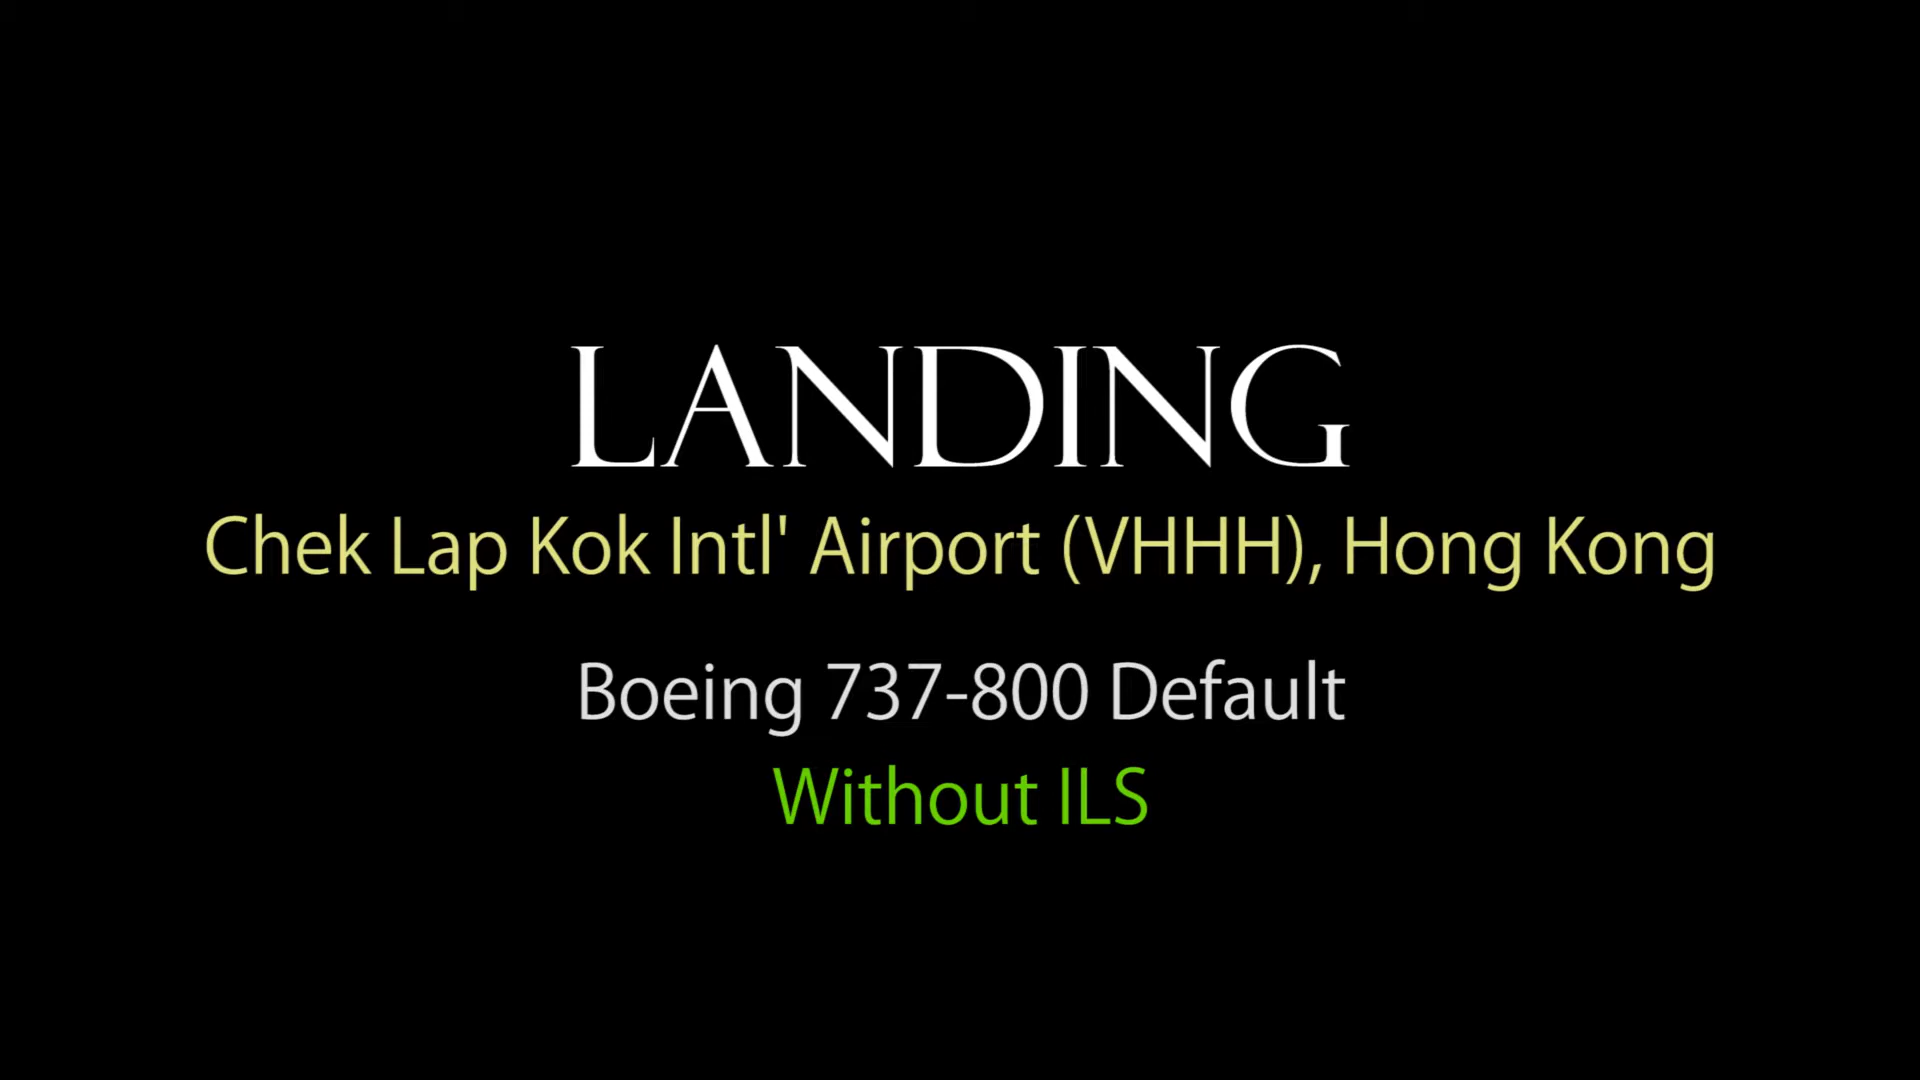 LANDING
Chek Lap Kok Intl' Airport (VHHH), Hong Kong
Boeing 737-800 Default
Without ILS